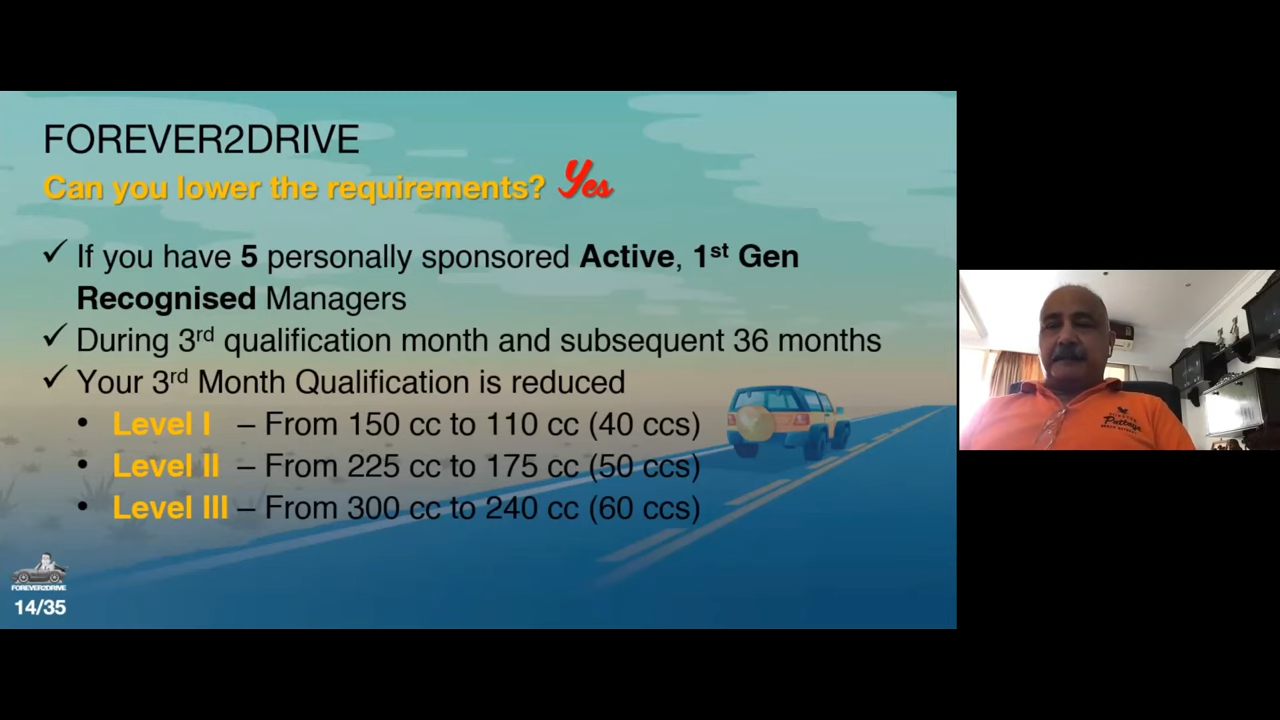 FOREVER2DRIVE
Can you lower the requirements? Yes
✓ If you have 5 personally sponsored Active, 1st Gen
Recognised Managers
✓ During 3rd qualification month and subsequent 36 months
✓ Your 3rd Month Qualification is reduced
• Level I – From 150 cc to 110 cc (40 ccs)
• Level II – From 225 cc to 175 cc (50 ccs)
• Level III – From 300 cc to 240 cc (60 ccs)
FOREVER2DRIVE
14/35
Pattaya